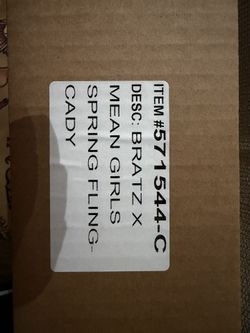 ITEM #571544-C
DESC: BRATZ X
MEAN GIRLS
SPRING FLING-
CADY